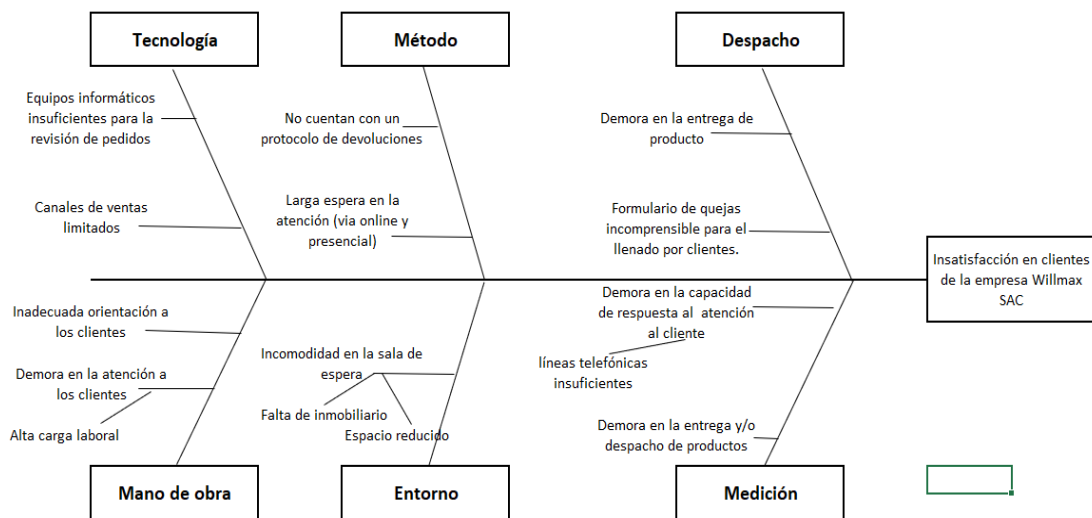 Tecnología
Método
Despacho
Equipos informáticos
insuficientes para la
revisión de pedidos
Canales de ventas
limitados
No cuentan con un
protocolo de devoluciones
Larga espera en la
atención (via online y
presencial)
Demora en la entrega de
producto
Formulario de quejas
incomprensible para el
llenado por clientes.
Insatisfacción en clientes
de la empresa Willmax
SAC
Inadecuada orientación a
los clientes
Demora en la atención a
los clientes
Alta carga laboral
Incomodidad en la sala de
espera
Falta de inmobiliario
Espacio reducido
Demora en la capacidad
de respuesta al atención
al cliente
líneas telefónicas
insuficientes
Demora en la entrega y/o
despacho de productos
Mano de obra
Entorno
Medición